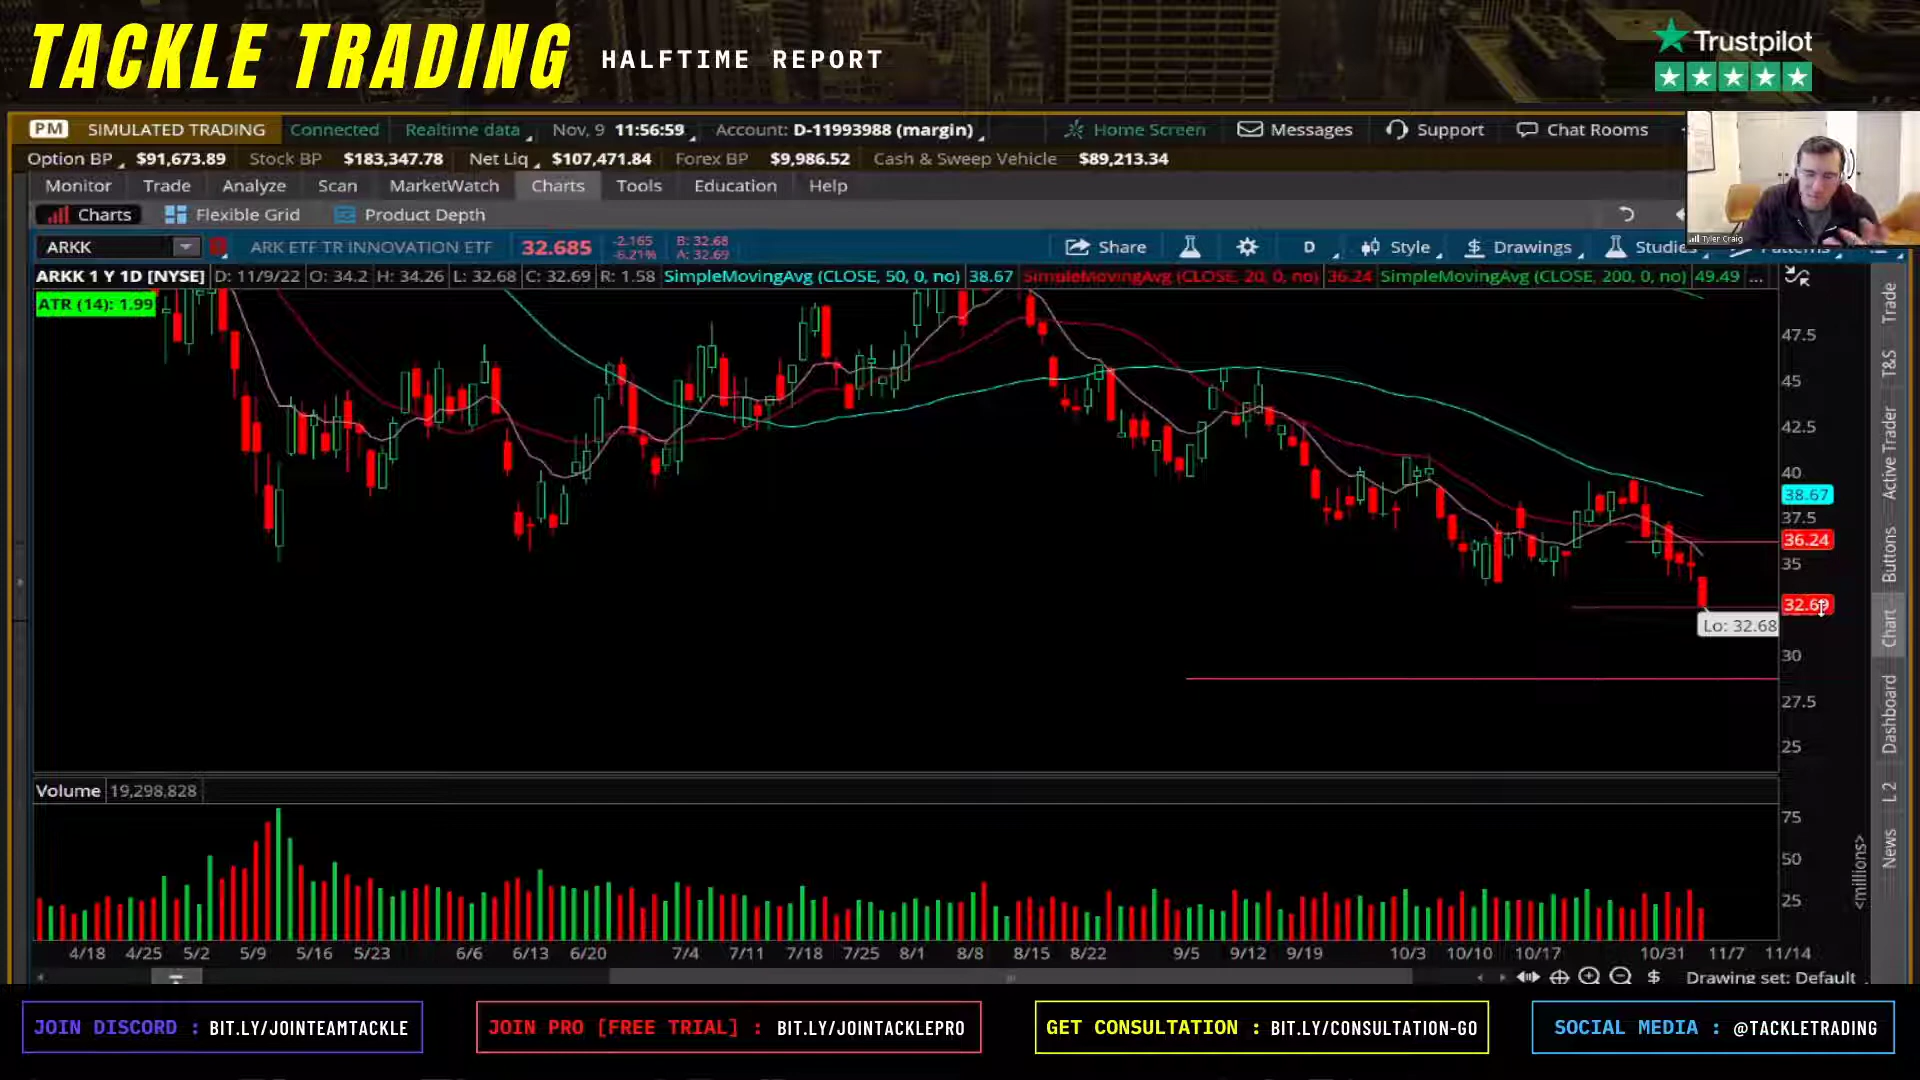 TACKLE TRADING
HALFTIME REPORT
Trustpilot
PM SIMULATED TRADING Connected Realtime data Nov, 9 11:56:59 Account: D-11993988 (margin) Home Screen Messages Support Chat Rooms
Option BP $91,673.89 Stock BP $183,347.78 Net Liq $107,471.84 Forex BP $9,986.52 Cash & Sweep Vehicle $89,213.34
Monitor Trade Analyze Scan MarketWatch Charts Tools Education Help
Charts Flexible Grid Product Depth
Tyler Craig
ARKK ARK ETF TR INNOVATION ETF 32.685 -2.165 B: 32.68 Share D Style $ Drawings
-6.21% A: 32.69
ARKK 1 Y 1D [NYSE] D: 11/9/22 O: 34.2 H: 34.26 L: 32.68 C: 32.69 R: 1.58 SimpleMovingAvg (CLOSE, 50, 0, no) 38.67 SimpleMovingAvg (CLOSE, 20, 0, no) 36.24 SimpleMovingAvg (CLOSE, 200, 0, no) 49.49 ...
ATR (14): 1.99
47.5
45
42.5
40
38.67
37.5
36.24
35
32.69
Lo: 32.68
30
27.5
25
Volume 19,298,828
75
50
25
<millions>
4/18 4/25 5/2 5/9 5/16 5/23 6/6 6/13 6/20 7/4 7/11 7/18 7/25 8/1 8/8 8/15 8/22 9/5 9/12 9/19 10/3 10/10 10/17 10/31 11/7 11/14
$ Drawing set: Default
Trade
T&S
Active Trader
Buttons
Chart
Dashboard
L 2
News
JOIN DISCORD : BIT.LY/JOINTEAMTACKLE
JOIN PRO [FREE TRIAL] : BIT.LY/JOINTACKLEPRO
GET CONSULTATION : BIT.LY/CONSULTATION-GO
SOCIAL MEDIA : @TACKLETRADING